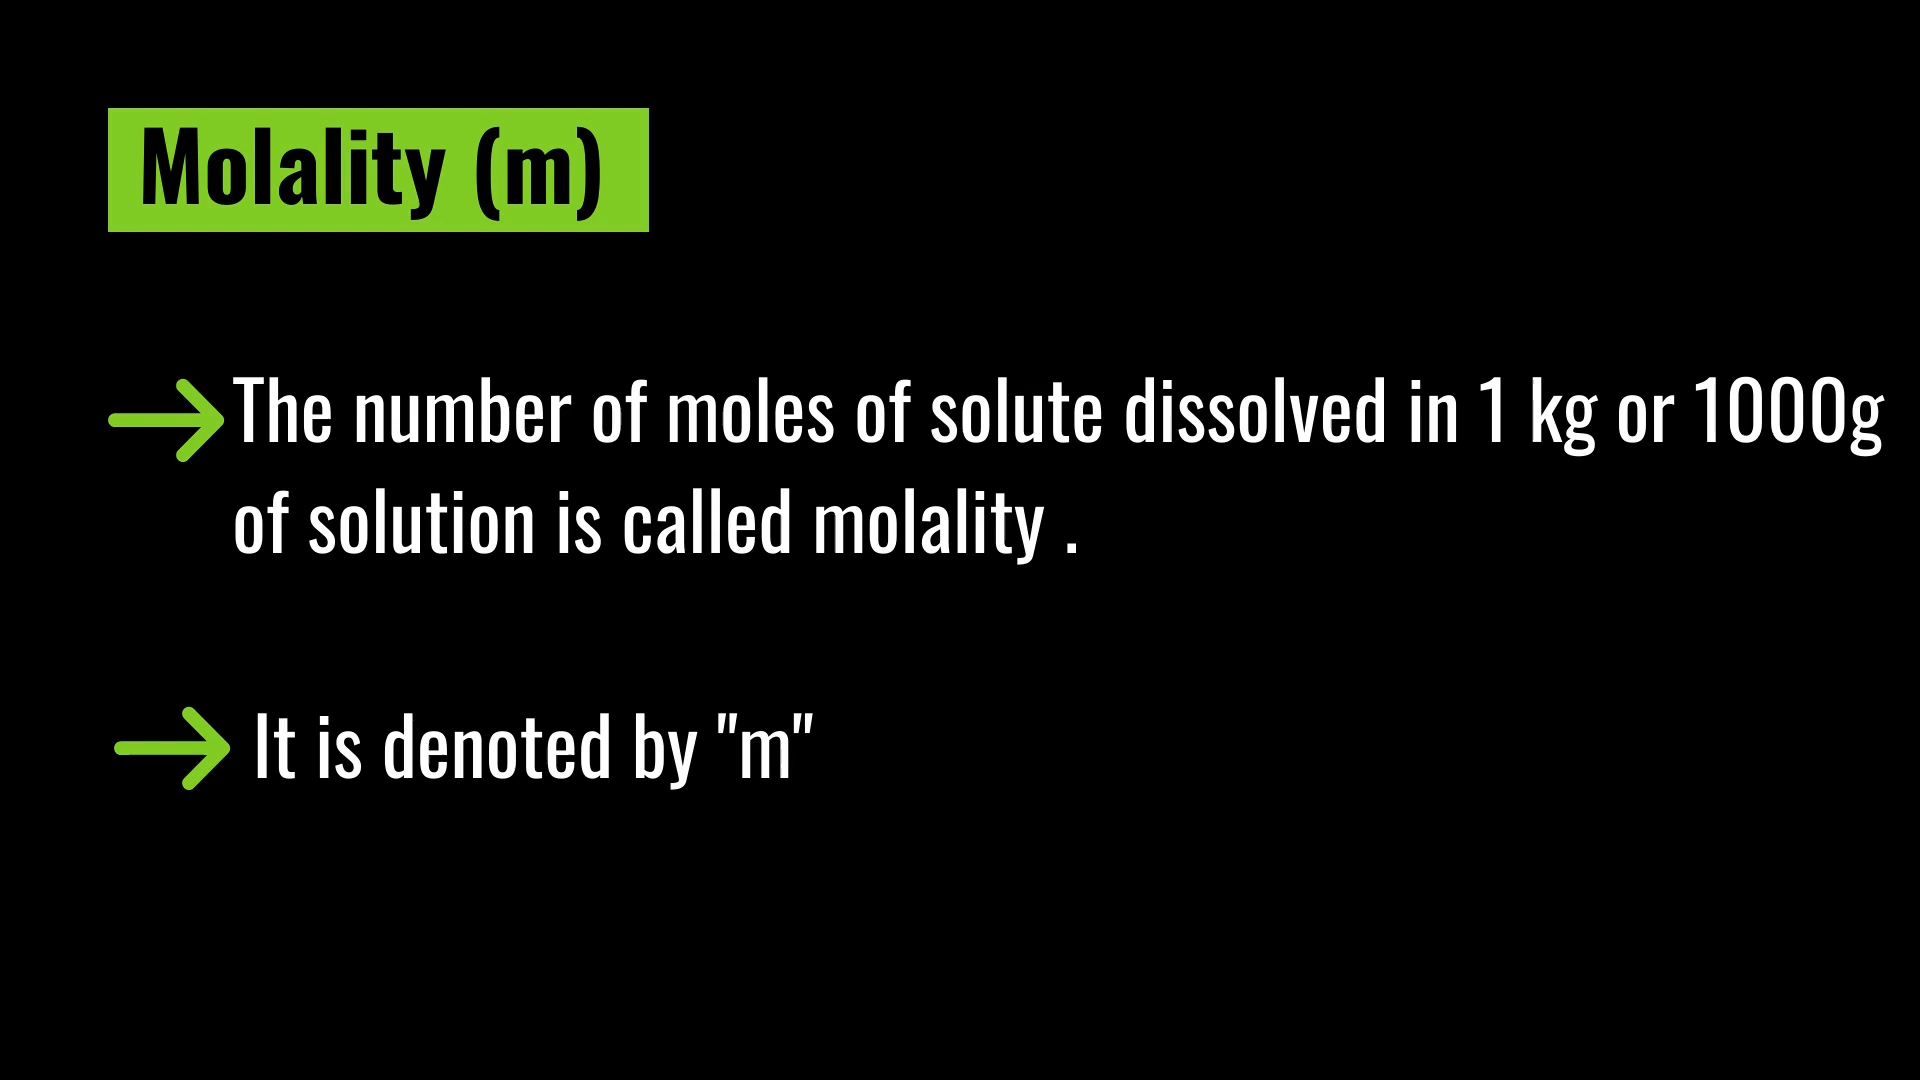 Molality (m)
The number of moles of solute dissolved in 1 kg or 1000g
of solution is called molality .
It is denoted by "m"